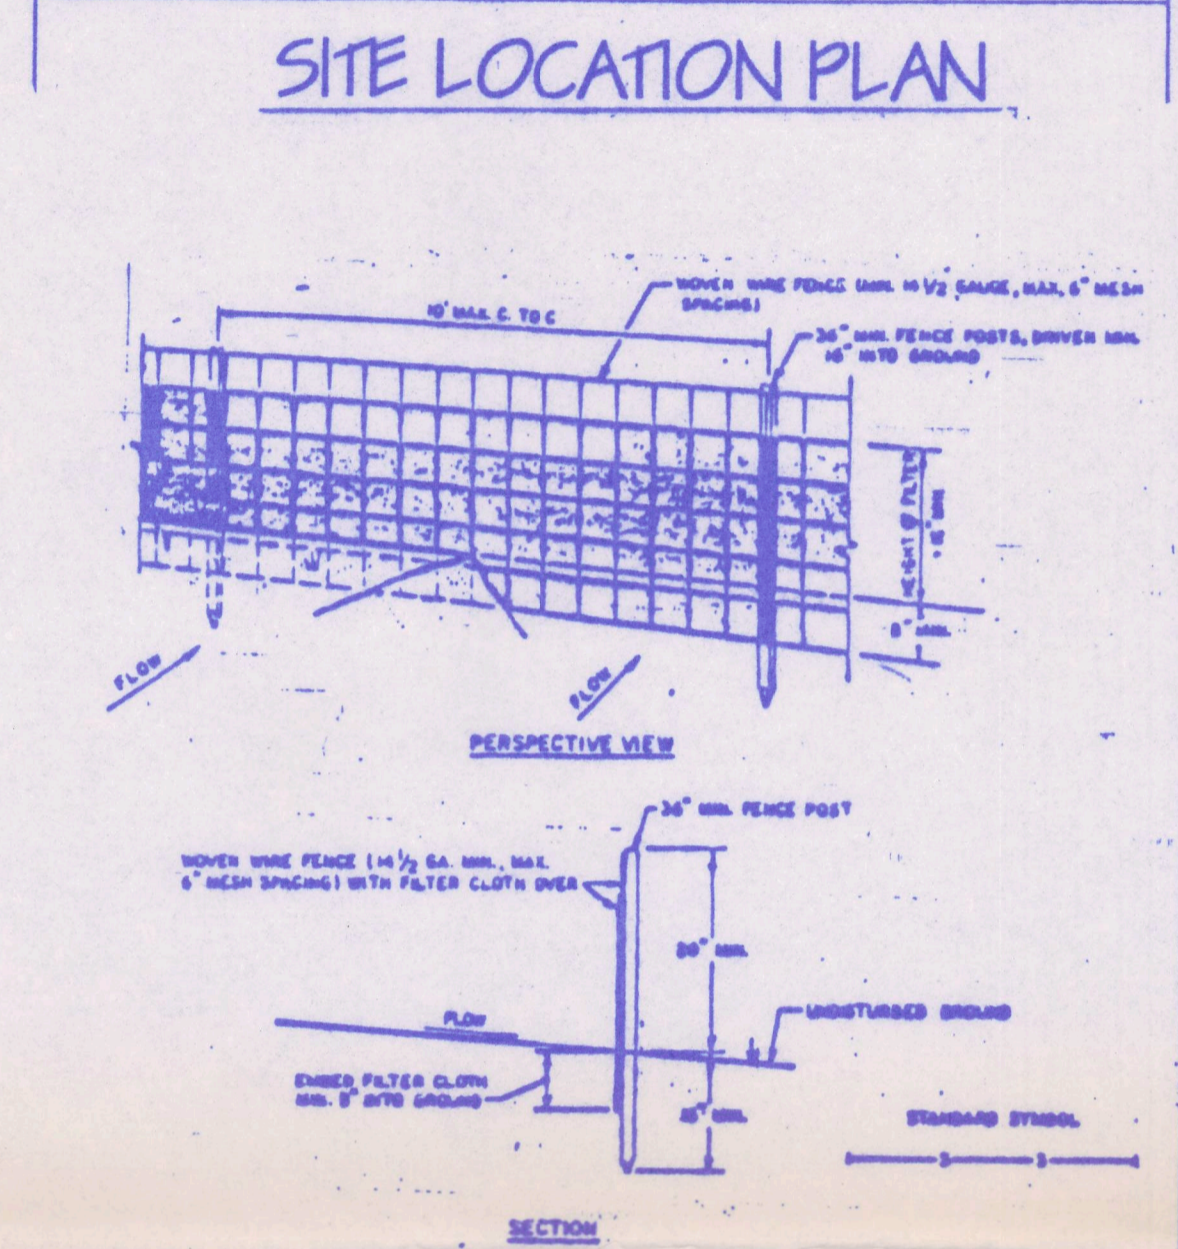 SITE LOCATION PLAN
WOVEN WIRE FENCE (MIN. 14 1/2 GAUGE, MAX. 6" MESH
SPACING)
10' MAX. C. TO C
36" MIN. FENCE POSTS, DRIVEN MIN.
16" INTO GROUND
HEIGHT OF FILTER
MIN.
8" MIN.
FLOW
FLOW
PERSPECTIVE VIEW
36" MIN. FENCE POST
WOVEN WIRE FENCE (14 1/2 GA. MIN., MAX.
6" MESH SPACING) WITH FILTER CLOTH OVER
20" MIN.
UNDISTURBED GROUND
FLOW
EMBED FILTER CLOTH
MIN. 8" INTO GROUND
16" MIN.
STANDARD SYMBOL
S S
SECTION